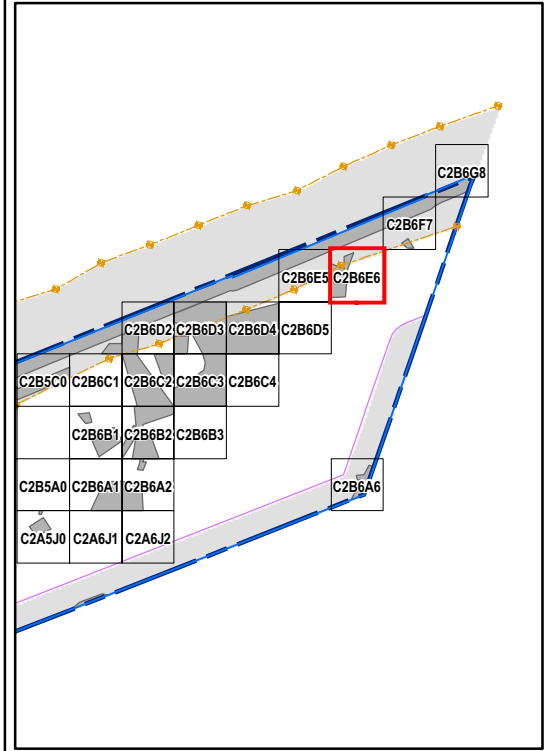 C2B6G8
C2B6F7
C2B6E5 C2B6E6
C2B6D2 C2B6D3 C2B6D4 C2B6D5
C2B5C0 C2B6C1 C2B6C2 C2B6C3 C2B6C4
C2B6B1 C2B6B2 C2B6B3
C2B5A0 C2B6A1 C2B6A2 C2B6A6
C2A5J0 C2A6J1 C2A6J2